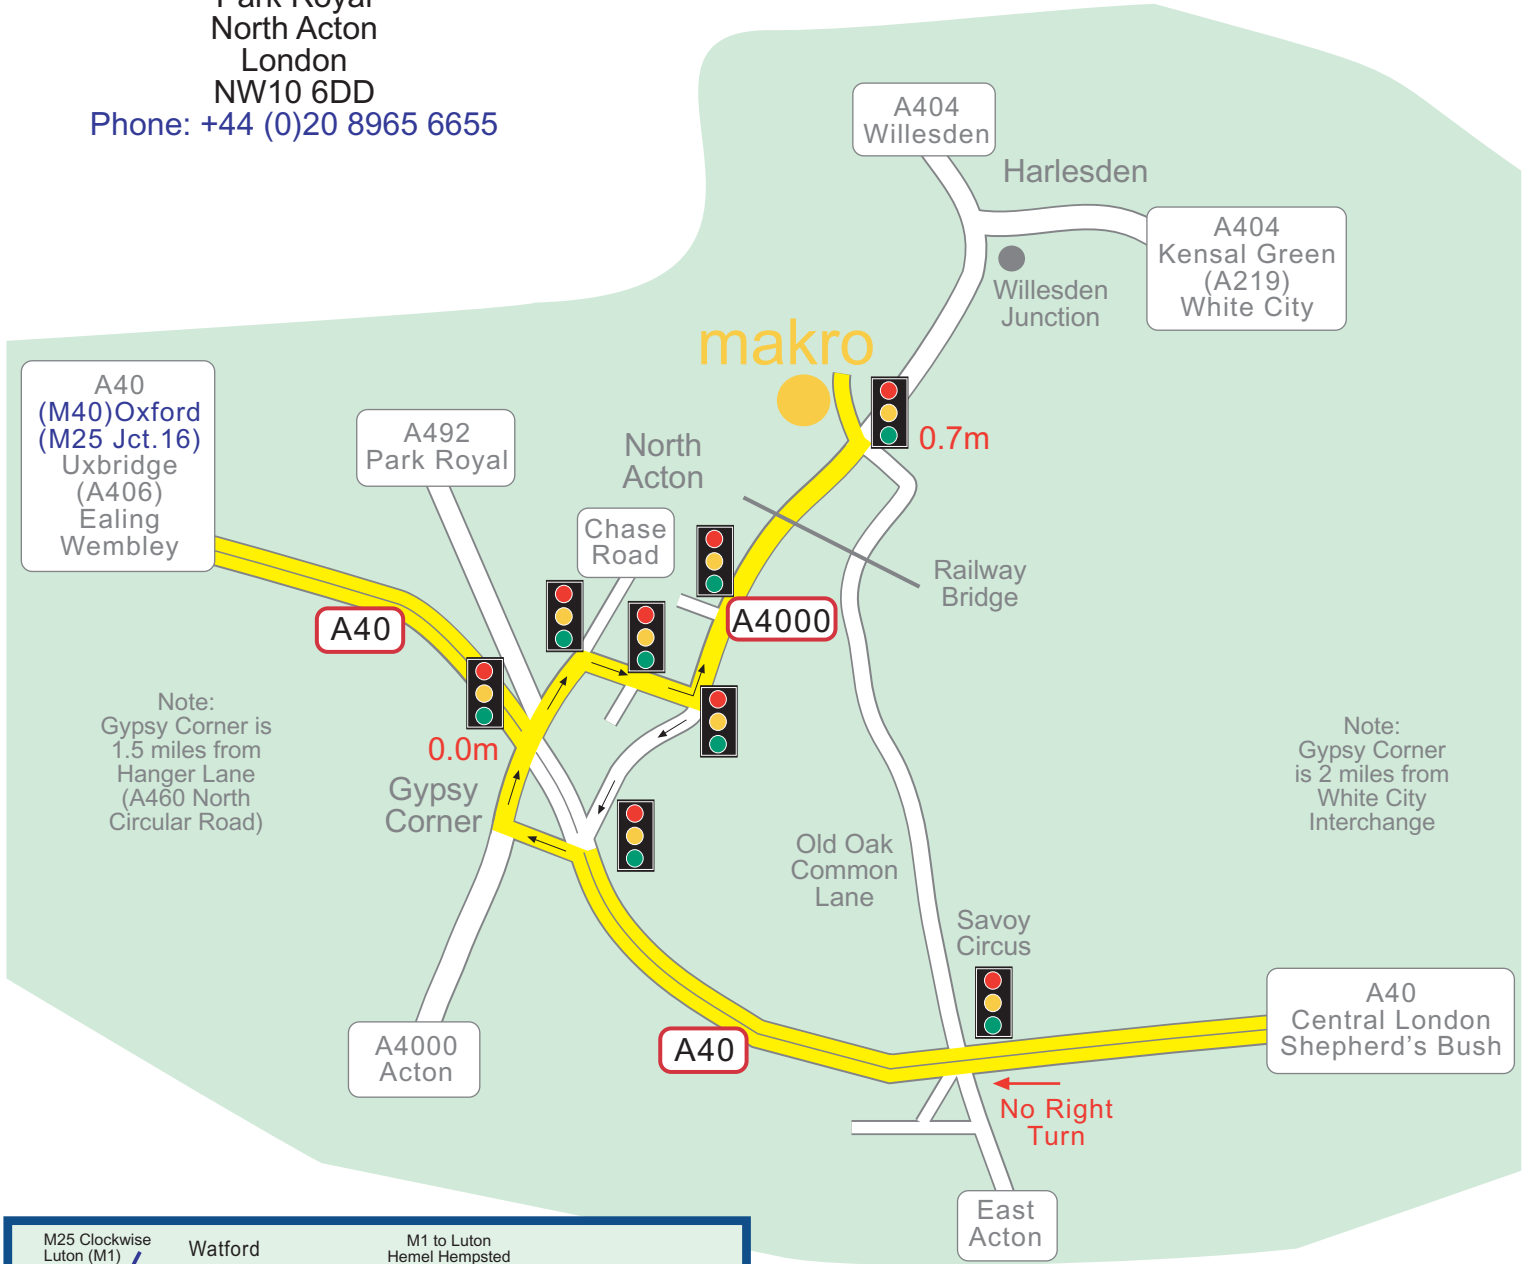 Park Royal
North Acton
London
NW10 6DD
Phone: +44 (0)20 8965 6655
A404
Willesden
Harlesden
A404
Kensal Green
(A219)
White City
Willesden
Junction
makro
0.7m
A40
(M40)Oxford
(M25 Jct.16)
Uxbridge
(A406)
Ealing
Wembley
A492
Park Royal
North
Acton
Chase
Road
Railway
Bridge
A4000
A40
0.0m
Note:
Gypsy Corner is
1.5 miles from
Hanger Lane
(A460 North
Circular Road)
Gypsy
Corner
Note:
Gypsy Corner
is 2 miles from
White City
Interchange
Old Oak
Common
Lane
Savoy
Circus
A40
Central London
Shepherd's Bush
A40
A4000
Acton
No Right
Turn
East
Acton
M25 Clockwise
Luton (M1)
Watford
M1 to Luton
Hemel Hempsted